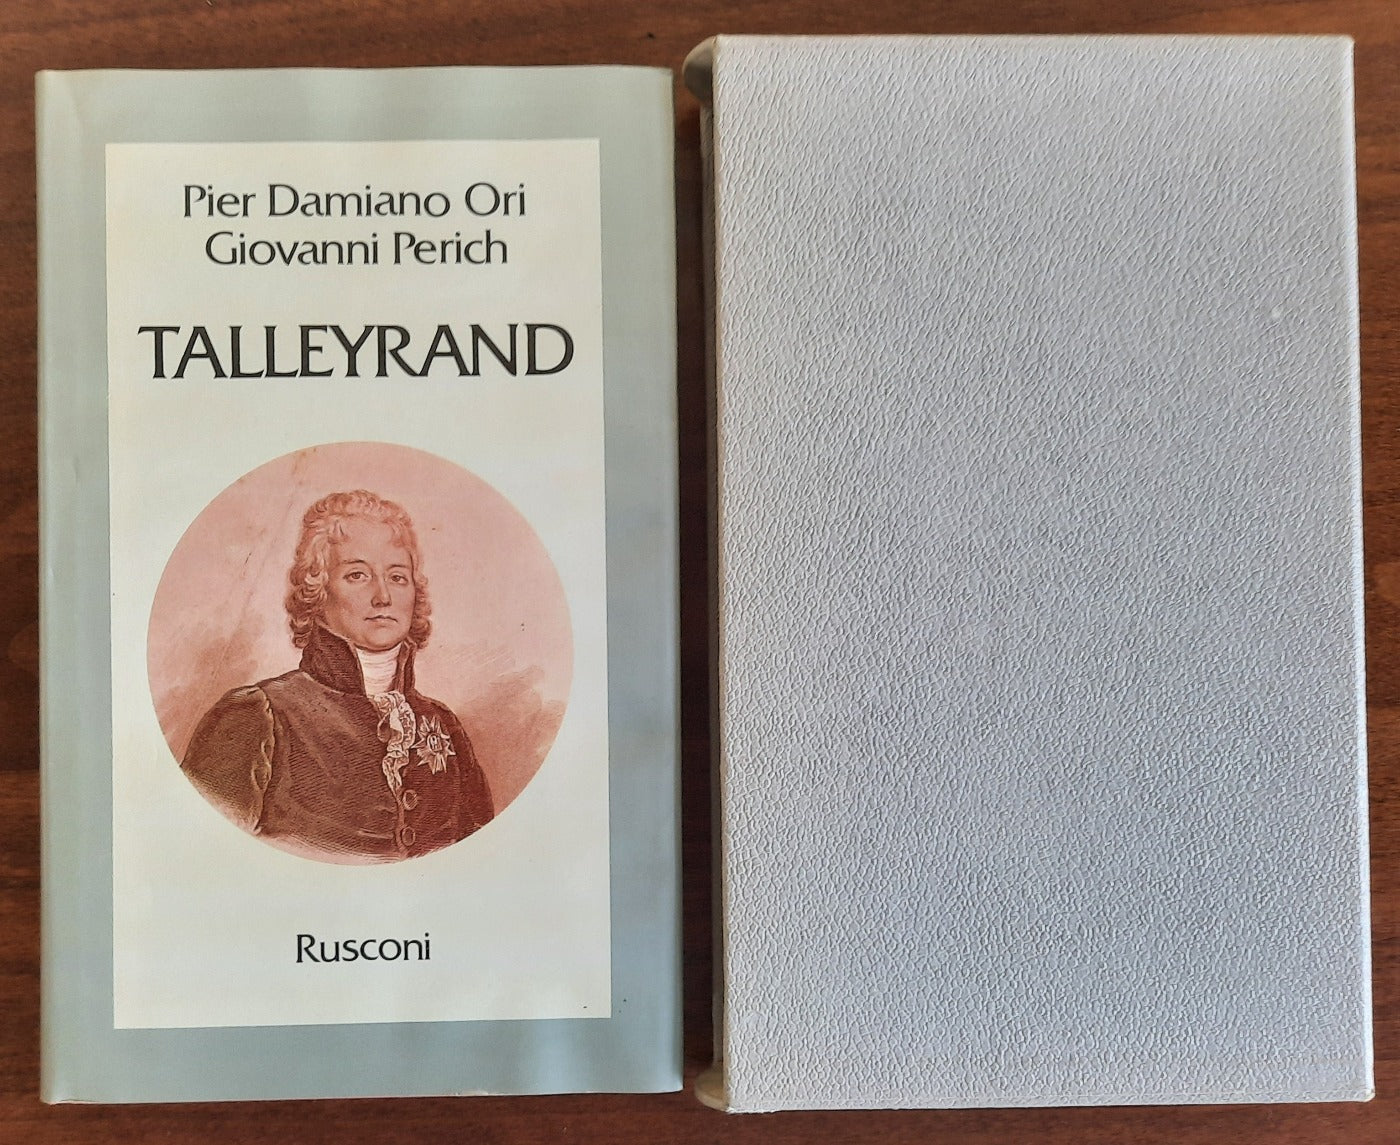 Pier Damiano Ori
Giovanni Perich
TALLEYRAND
Rusconi